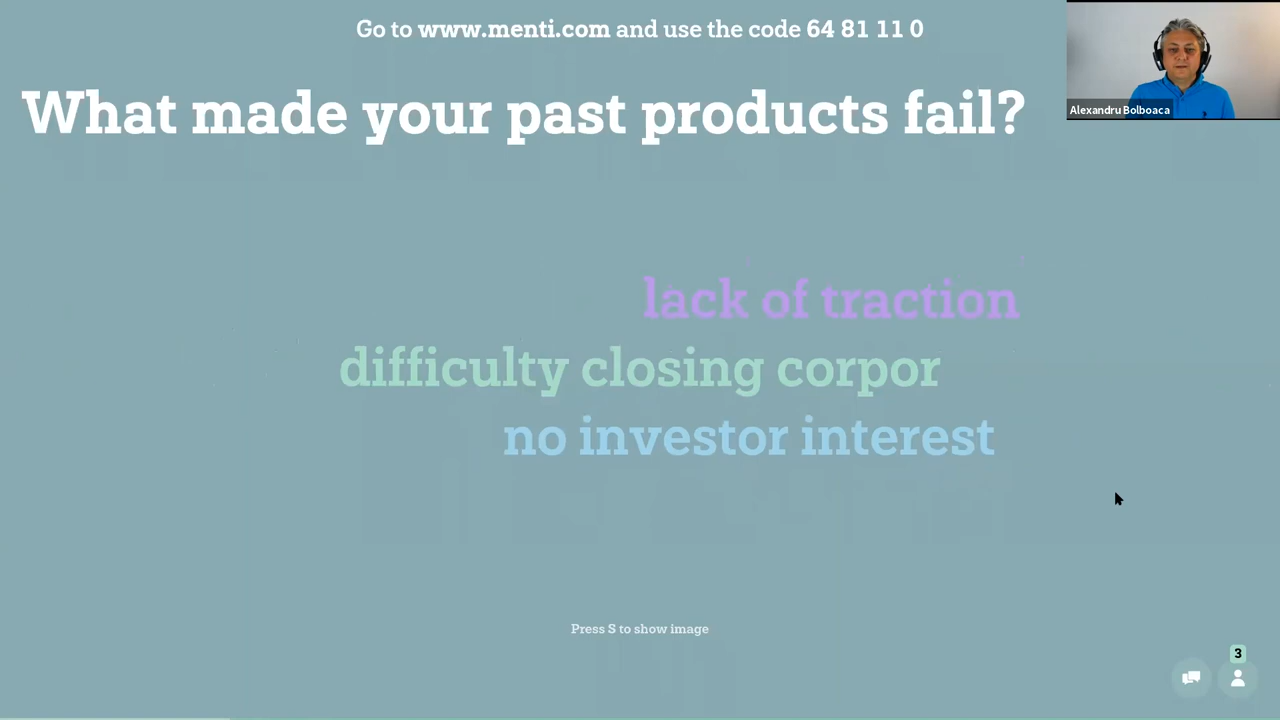 Go to www.menti.com and use the code 64 81 11 0
What made your past products fail?
Alexandru Bolboaca
lack of traction
difficulty closing corpor
no investor interest
Press S to show image
3